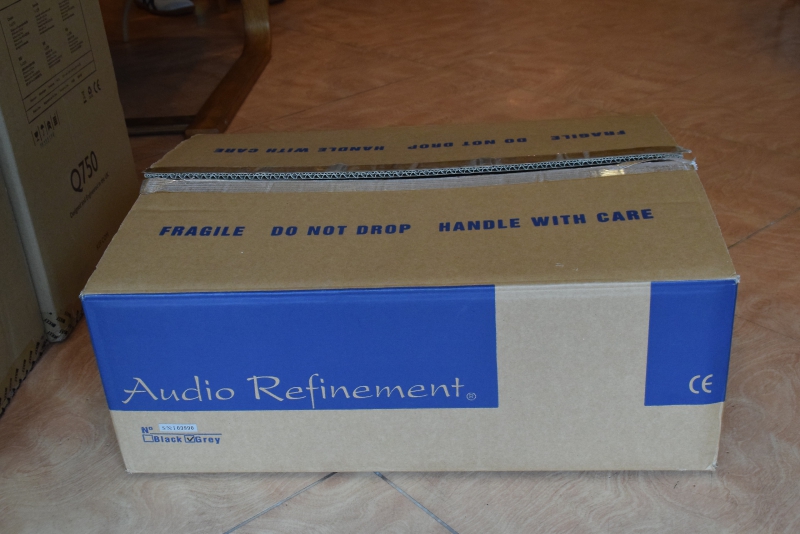 Q750
FRAGILE DO NOT DROP HANDLE WITH CARE
FRAGILE DO NOT DROP HANDLE WITH CARE
Audio Refinement®
CE
Nº
Black Grey